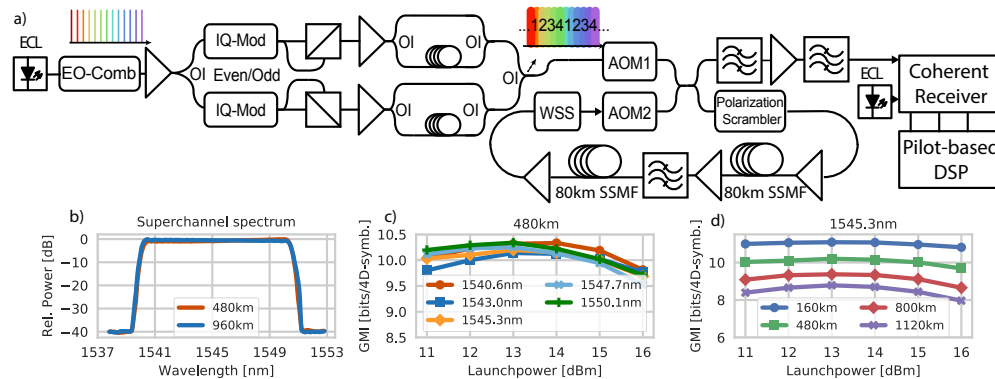 a)
ECL
EO-Comb
OI
IQ-Mod
Even/Odd
IQ-Mod
OI
OI
OI
OI
...12341234...
OI
AOM1
WSS
AOM2
Polarization
Scrambler
80km SSMF
80km SSMF
ECL
Coherent
Receiver
Pilot-based
DSP
b)
Superchannel spectrum
Rel. Power [dB]
0
−10
−20
−30
−40
480km
960km
1537
1541
1545
1549
1553
Wavelength [nm]
c)
480km
GMI [bits/4D-symb.]
10.5
10.0
9.5
9.0
8.5
1540.6nm
1543.0nm
1545.3nm
1547.7nm
1550.1nm
11 12 13 14 15 16
Launchpower [dBm]
d)
1545.3nm
GMI [bits/4D-symb.]
10
8
6
160km
480km
800km
1120km
11 12 13 14 15 16
Launchpower [dBm]